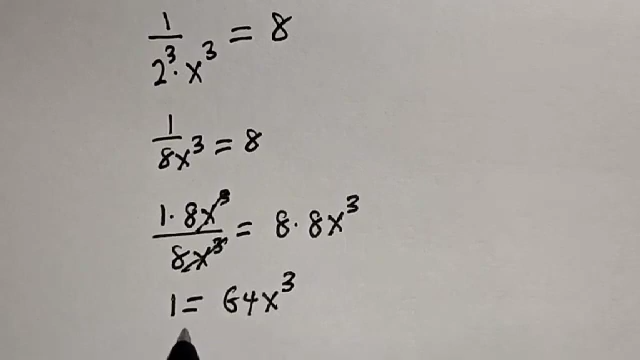 1/(2³·x³) = 8
1/(8x³) = 8
(1·8x³)/(8x³) = 8·8x³
1 = 64x³